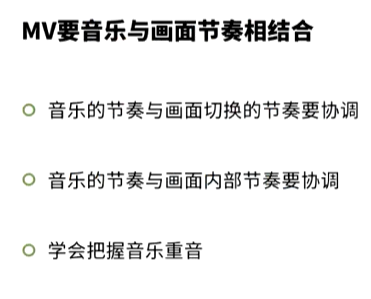 MV要音乐与画面节奏相结合
音乐的节奏与画面切换的节奏要协调
音乐的节奏与画面内部节奏要协调
学会把握音乐重音